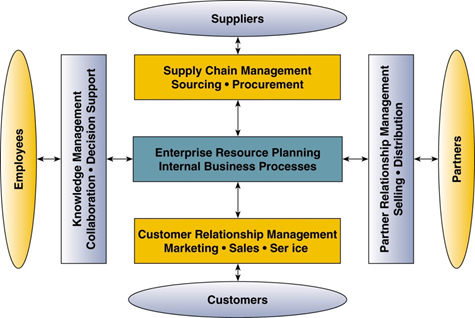 Suppliers
Supply Chain Management
Sourcing • Procurement
Employees
Knowledge Management
Collaboration • Decision Support
Enterprise Resource Planning
Internal Business Processes
Partner Relationship Management
Selling • Distribution
Partners
Customer Relationship Management
Marketing • Sales • Ser ice
Customers